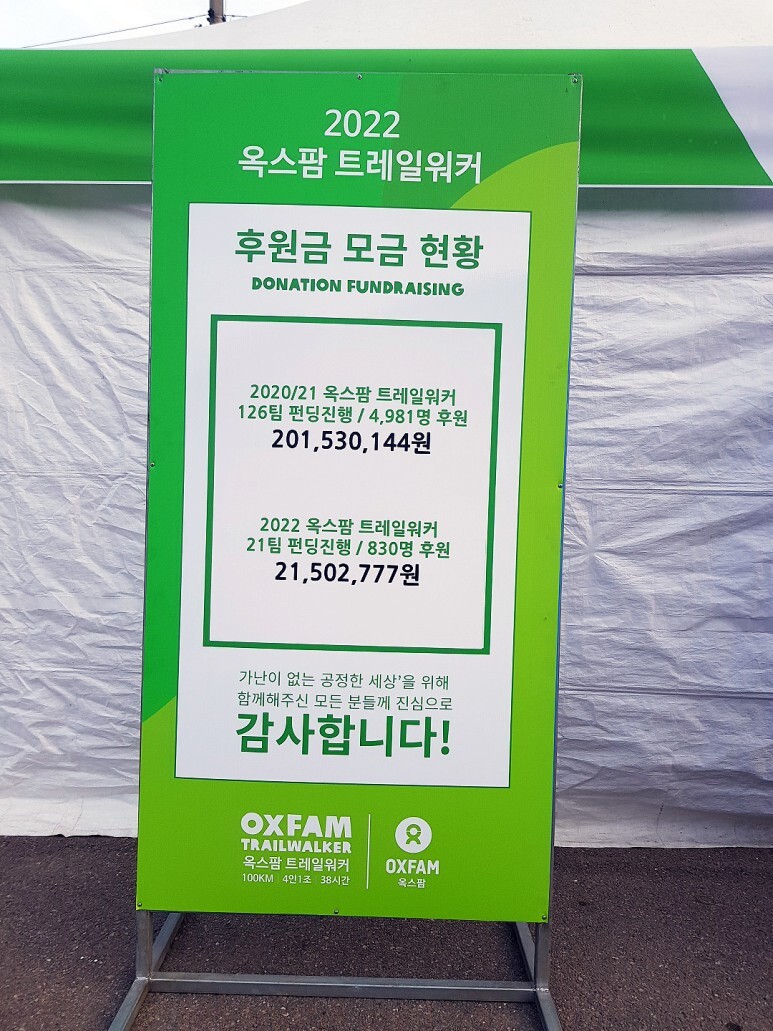 2022
옥스팜 트레일워커
후원금 모금 현황
DONATION FUNDRAISING
2020/21 옥스팜 트레일워커
126팀 펀딩진행 / 4,981명 후원
201,530,144원
2022 옥스팜 트레일워커
21팀 펀딩진행 / 830명 후원
21,502,777원
가난이 없는 공정한 세상'을 위해
함께해주신 모든 분들께 진심으로
감사합니다!
OXFAM
TRAILWALKER
옥스팜 트레일워커
100KM 4인1조 38시간
OXFAM
옥스팜